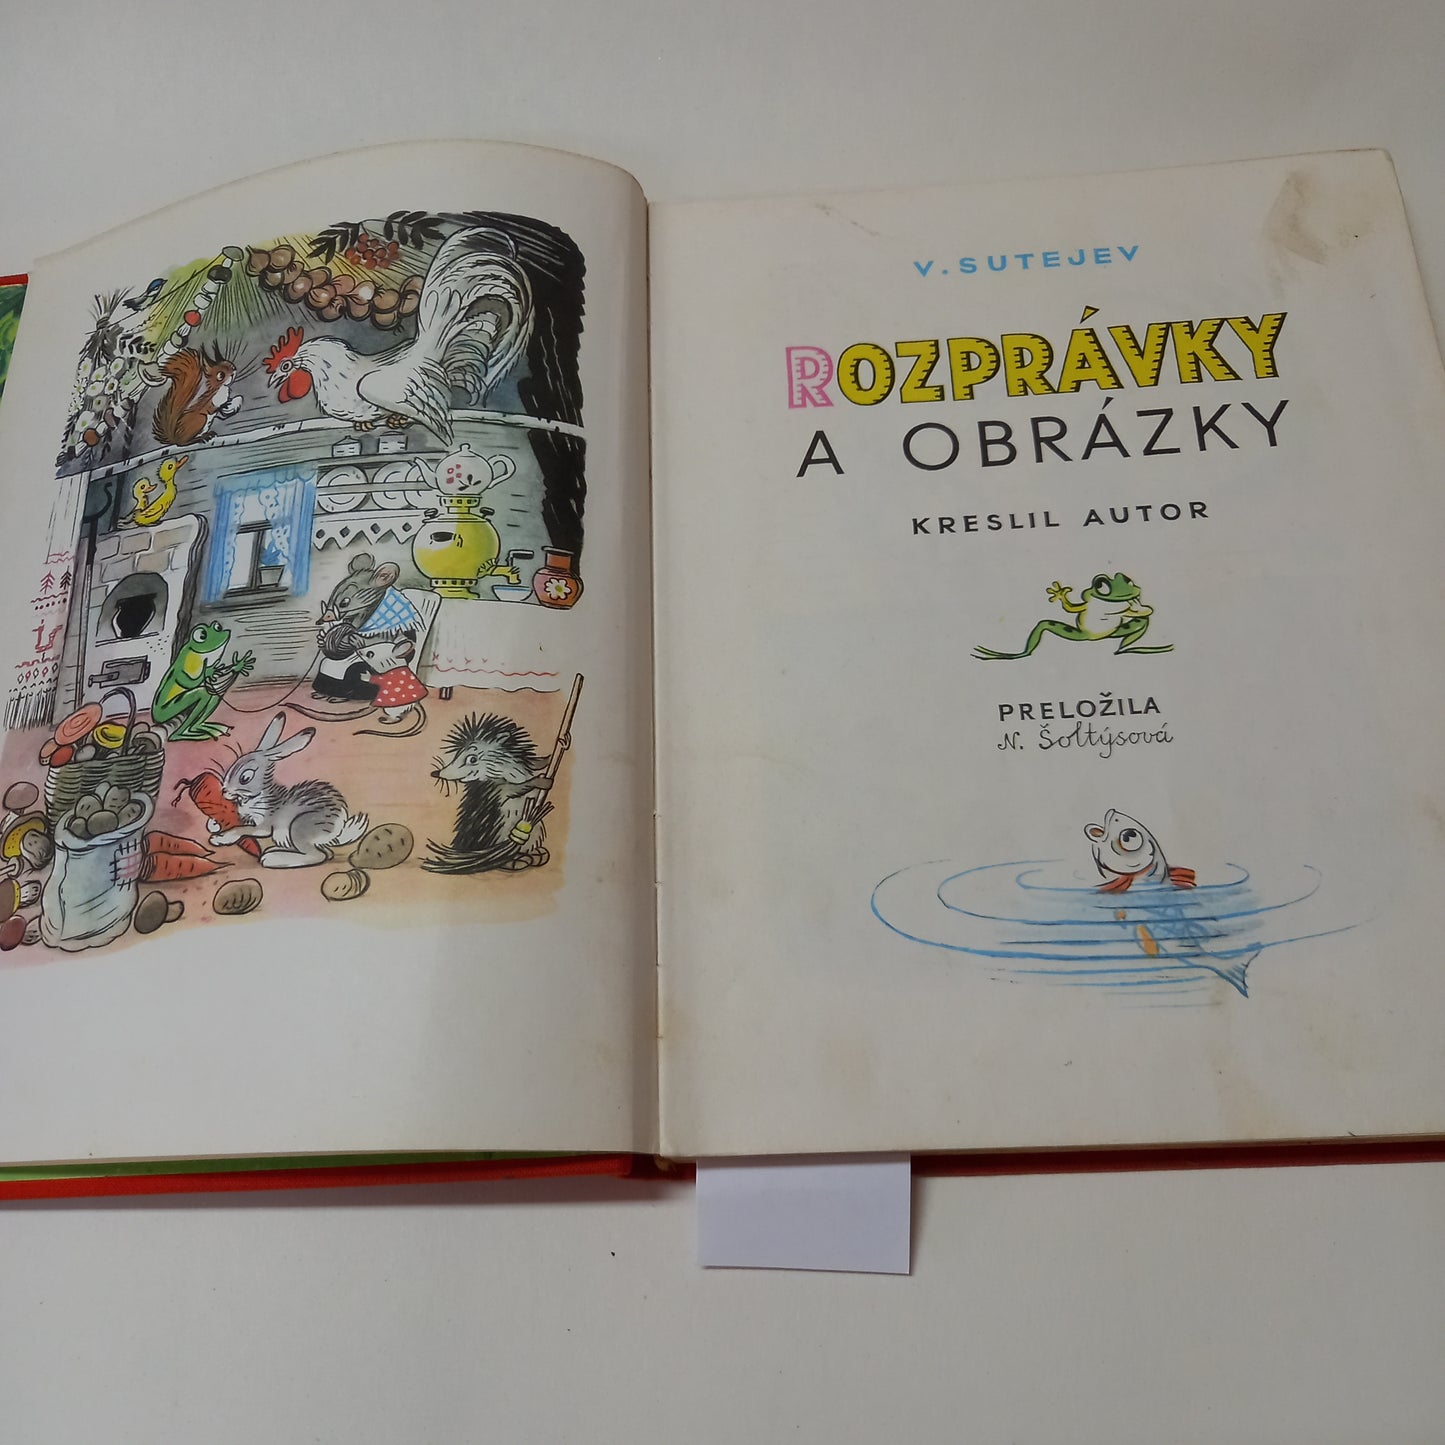 V. SUTEJEV
ROZPRÁVKY
A OBRÁZKY
KRESLIL AUTOR
PRELOŽILA
N. Šoltýsová